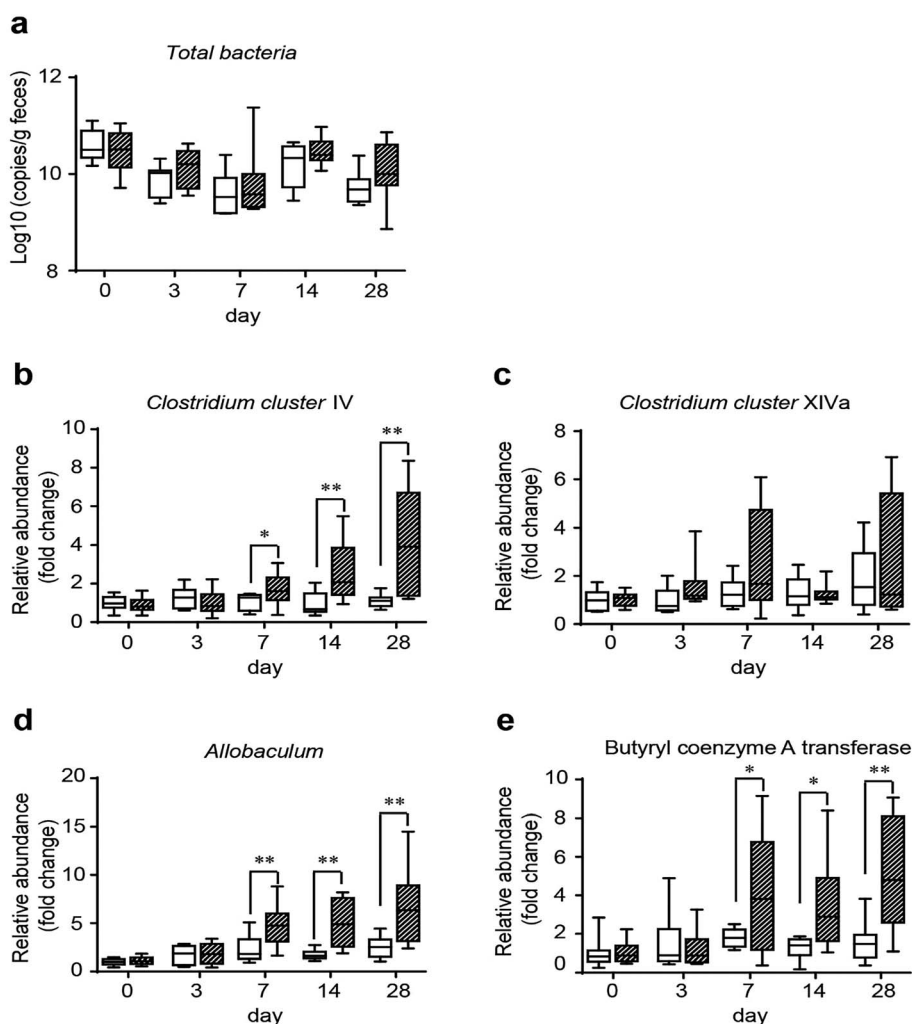 a
Total bacteria
Log10 (copies/g feces)
12
10
8
0 3 7 14 28
day
b
Clostridium cluster IV
Relative abundance
(fold change)
10
8
6
4
2
0
* ** **
0 3 7 14 28
day
c
Clostridium cluster XIVa
Relative abundance
(fold change)
8
6
4
2
0
0 3 7 14 28
day
d
Allobaculum
Relative abundance
(fold change)
20
15
10
5
0
** ** **
0 3 7 14 28
day
e
Butyryl coenzyme A transferase
Relative abundance
(fold change)
10
8
6
4
2
0
* * **
0 3 7 14 28
day